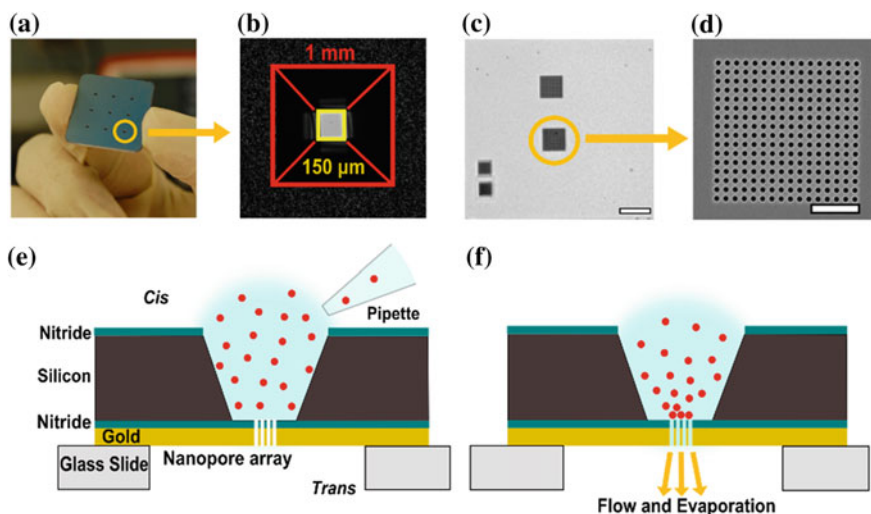 (a)
(b)
(c)
(d)
1 mm
150 µm
(e)
(f)
Cis
Pipette
Nitride
Silicon
Nitride
Gold
Glass Slide
Nanopore array
Trans
Flow and Evaporation